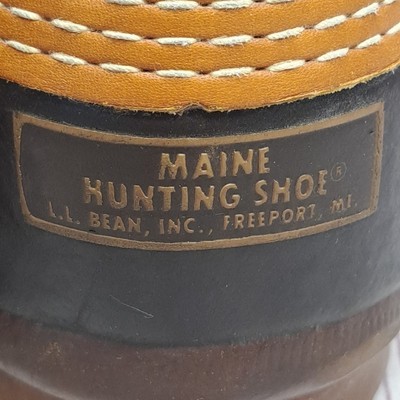 MAINE
HUNTING SHOE®
L.L. BEAN, INC., FREEPORT, ME.